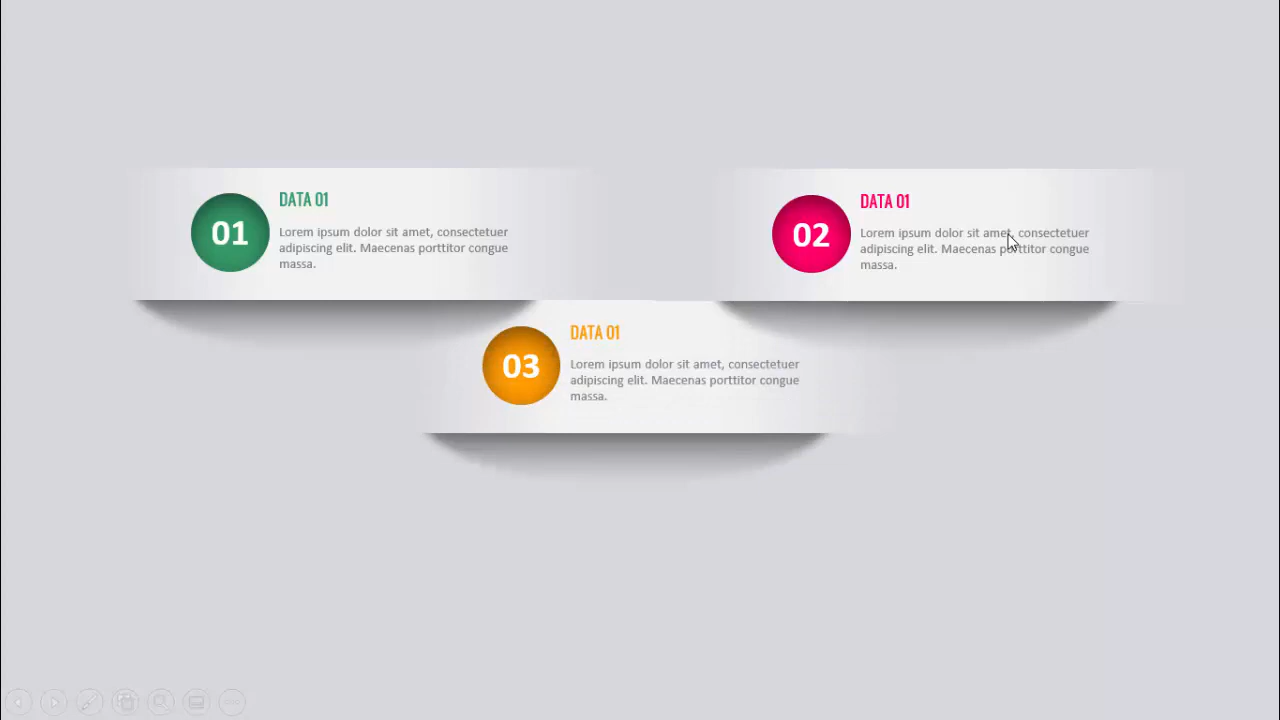 01
DATA 01
Lorem ipsum dolor sit amet, consectetuer
adipiscing elit. Maecenas porttitor congue
massa.
02
DATA 01
Lorem ipsum dolor sit amet, consectetuer
adipiscing elit. Maecenas porttitor congue
massa.
03
DATA 01
Lorem ipsum dolor sit amet, consectetuer
adipiscing elit. Maecenas porttitor congue
massa.